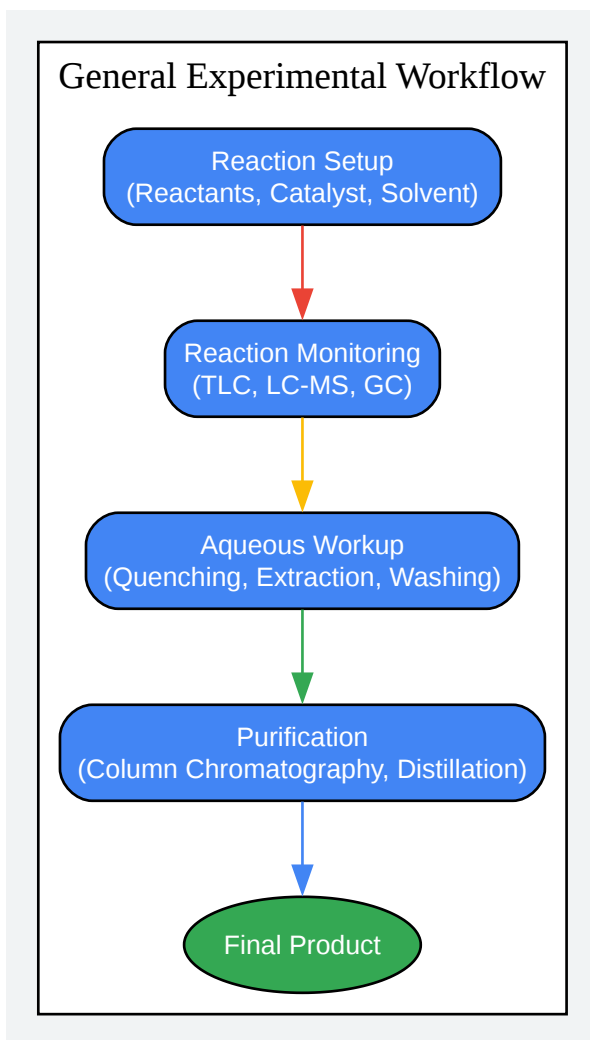 General Experimental Workflow
Reaction Setup
(Reactants, Catalyst, Solvent)
Reaction Monitoring
(TLC, LC-MS, GC)
Aqueous Workup
(Quenching, Extraction, Washing)
Purification
(Column Chromatography, Distillation)
Final Product